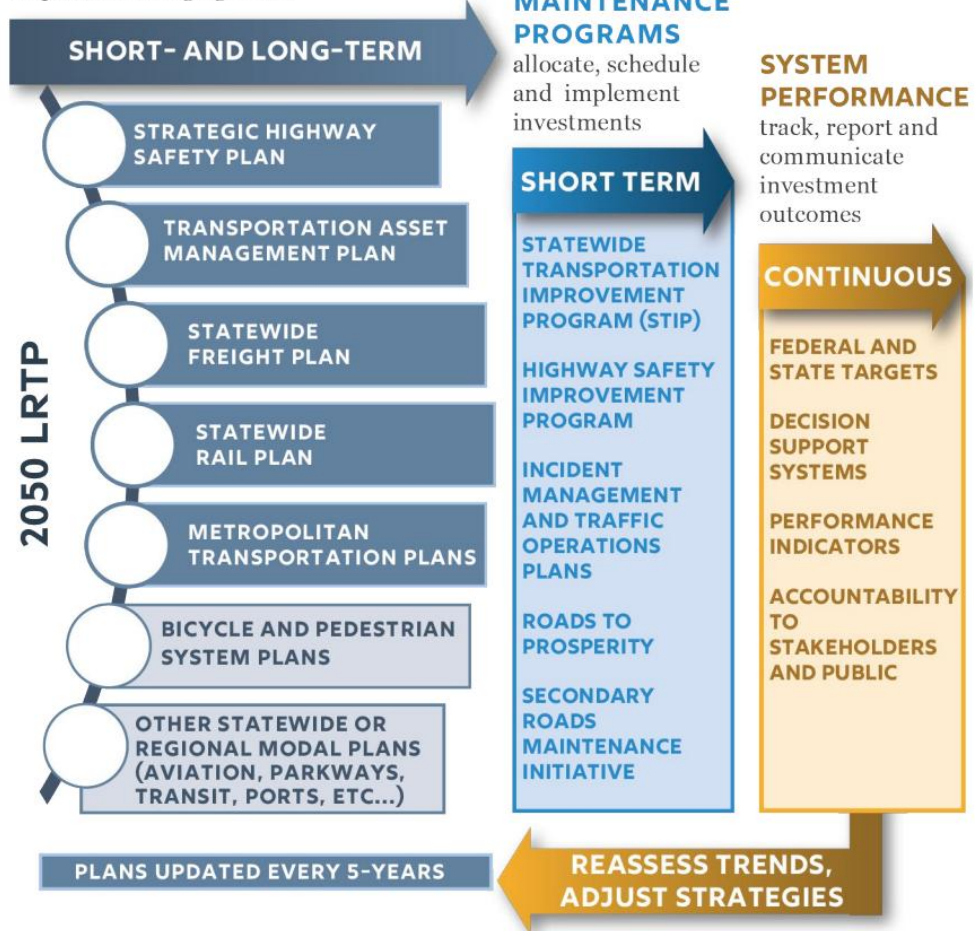 MAINTENANCE
PROGRAMS
allocate, schedule
and implement
investments
SHORT- AND LONG-TERM
STRATEGIC HIGHWAY
SAFETY PLAN
TRANSPORTATION ASSET
MANAGEMENT PLAN
STATEWIDE
FREIGHT PLAN
STATEWIDE
RAIL PLAN
METROPOLITAN
TRANSPORTATION PLANS
BICYCLE AND PEDESTRIAN
SYSTEM PLANS
OTHER STATEWIDE OR
REGIONAL MODAL PLANS
(AVIATION, PARKWAYS,
TRANSIT, PORTS, ETC...)
2050 LRTP
PLANS UPDATED EVERY 5-YEARS
SHORT TERM
STATEWIDE
TRANSPORTATION
IMPROVEMENT
PROGRAM (STIP)
HIGHWAY SAFETY
IMPROVEMENT
PROGRAM
INCIDENT
MANAGEMENT
AND TRAFFIC
OPERATIONS
PLANS
ROADS TO
PROSPERITY
SECONDARY
ROADS
MAINTENANCE
INITIATIVE
SYSTEM
PERFORMANCE
track, report and
communicate
investment
outcomes
CONTINUOUS
FEDERAL AND
STATE TARGETS
DECISION
SUPPORT
SYSTEMS
PERFORMANCE
INDICATORS
ACCOUNTABILITY
TO
STAKEHOLDERS
AND PUBLIC
REASSESS TRENDS,
ADJUST STRATEGIES